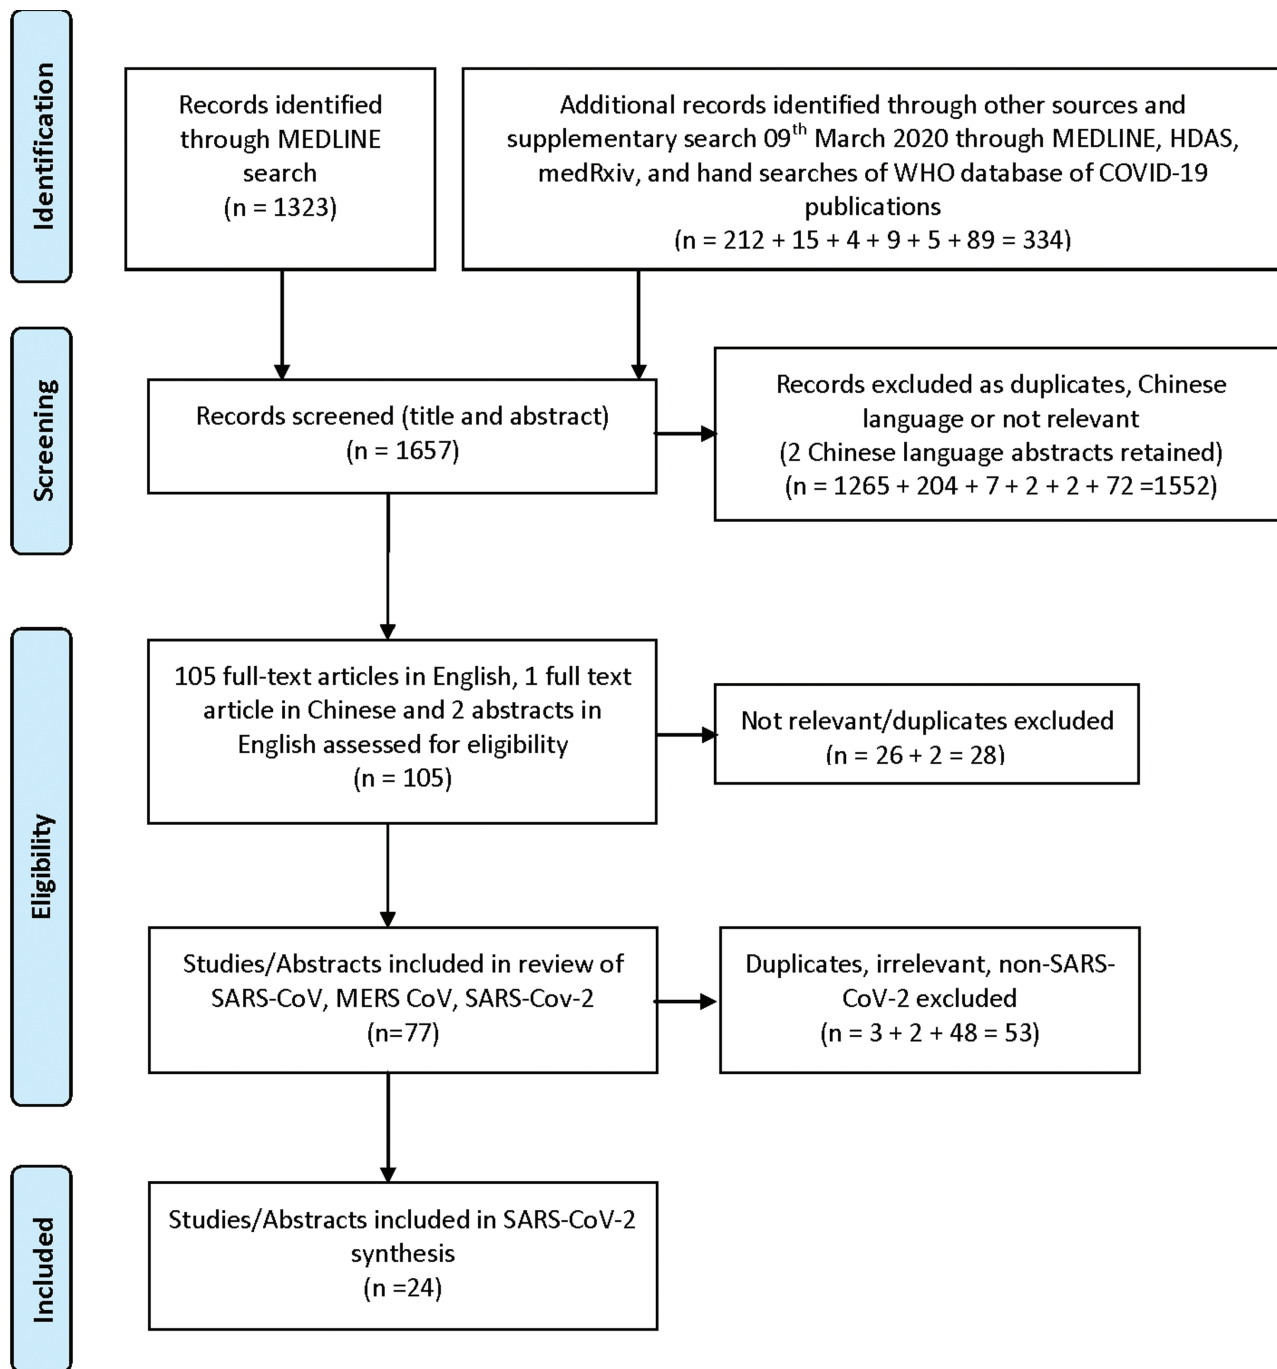 Identification
Records identified
through MEDLINE
search
(n = 1323)
Additional records identified through other sources and
supplementary search 09th March 2020 through MEDLINE, HDAS,
medRxiv, and hand searches of WHO database of COVID-19
publications
(n = 212 + 15 + 4 + 9 + 5 + 89 = 334)
Screening
Records screened (title and abstract)
(n = 1657)
Records excluded as duplicates, Chinese
language or not relevant
(2 Chinese language abstracts retained)
(n = 1265 + 204 + 7 + 2 + 2 + 72 =1552)
Eligibility
105 full-text articles in English, 1 full text
article in Chinese and 2 abstracts in
English assessed for eligibility
(n = 105)
Not relevant/duplicates excluded
(n = 26 + 2 = 28)
Studies/Abstracts included in review of
SARS-CoV, MERS CoV, SARS-Cov-2
(n=77)
Duplicates, irrelevant, non-SARS-
CoV-2 excluded
(n = 3 + 2 + 48 = 53)
Included
Studies/Abstracts included in SARS-CoV-2
synthesis
(n =24)